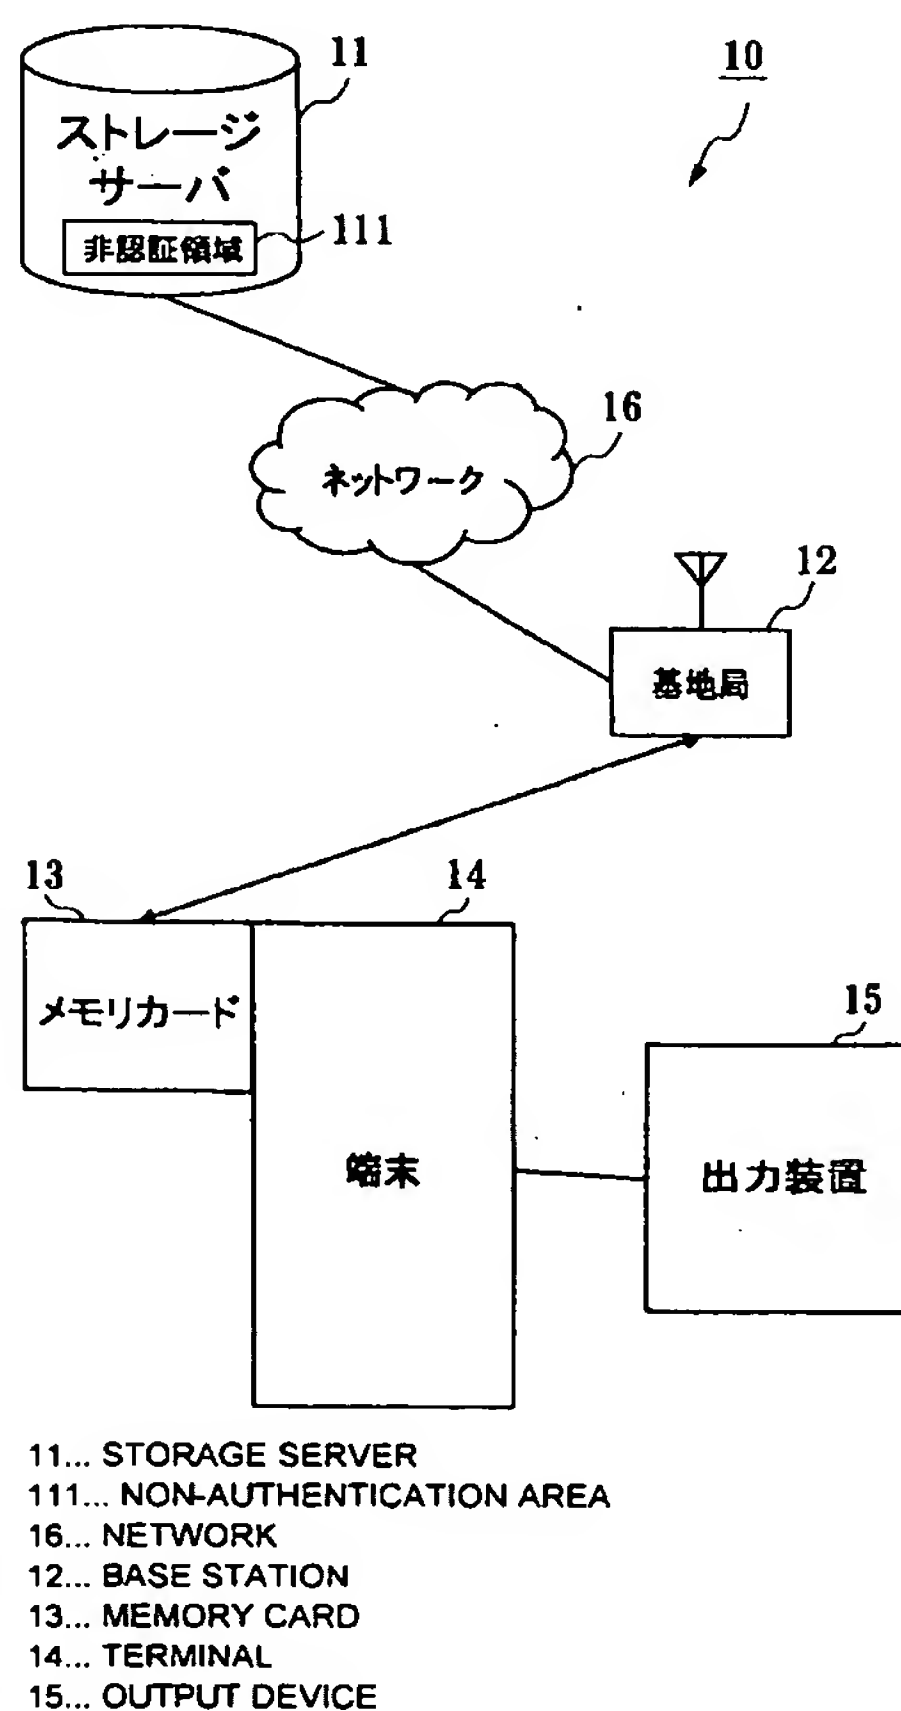 11
10
ストレージ
サーバ
非認証領域
111
16
ネットワーク
12
基地局
13
14
メモリカード
15
端末
出力装置
11... STORAGE SERVER
111... NON-AUTHENTICATION AREA
16... NETWORK
12... BASE STATION
13... MEMORY CARD
14... TERMINAL
15... OUTPUT DEVICE